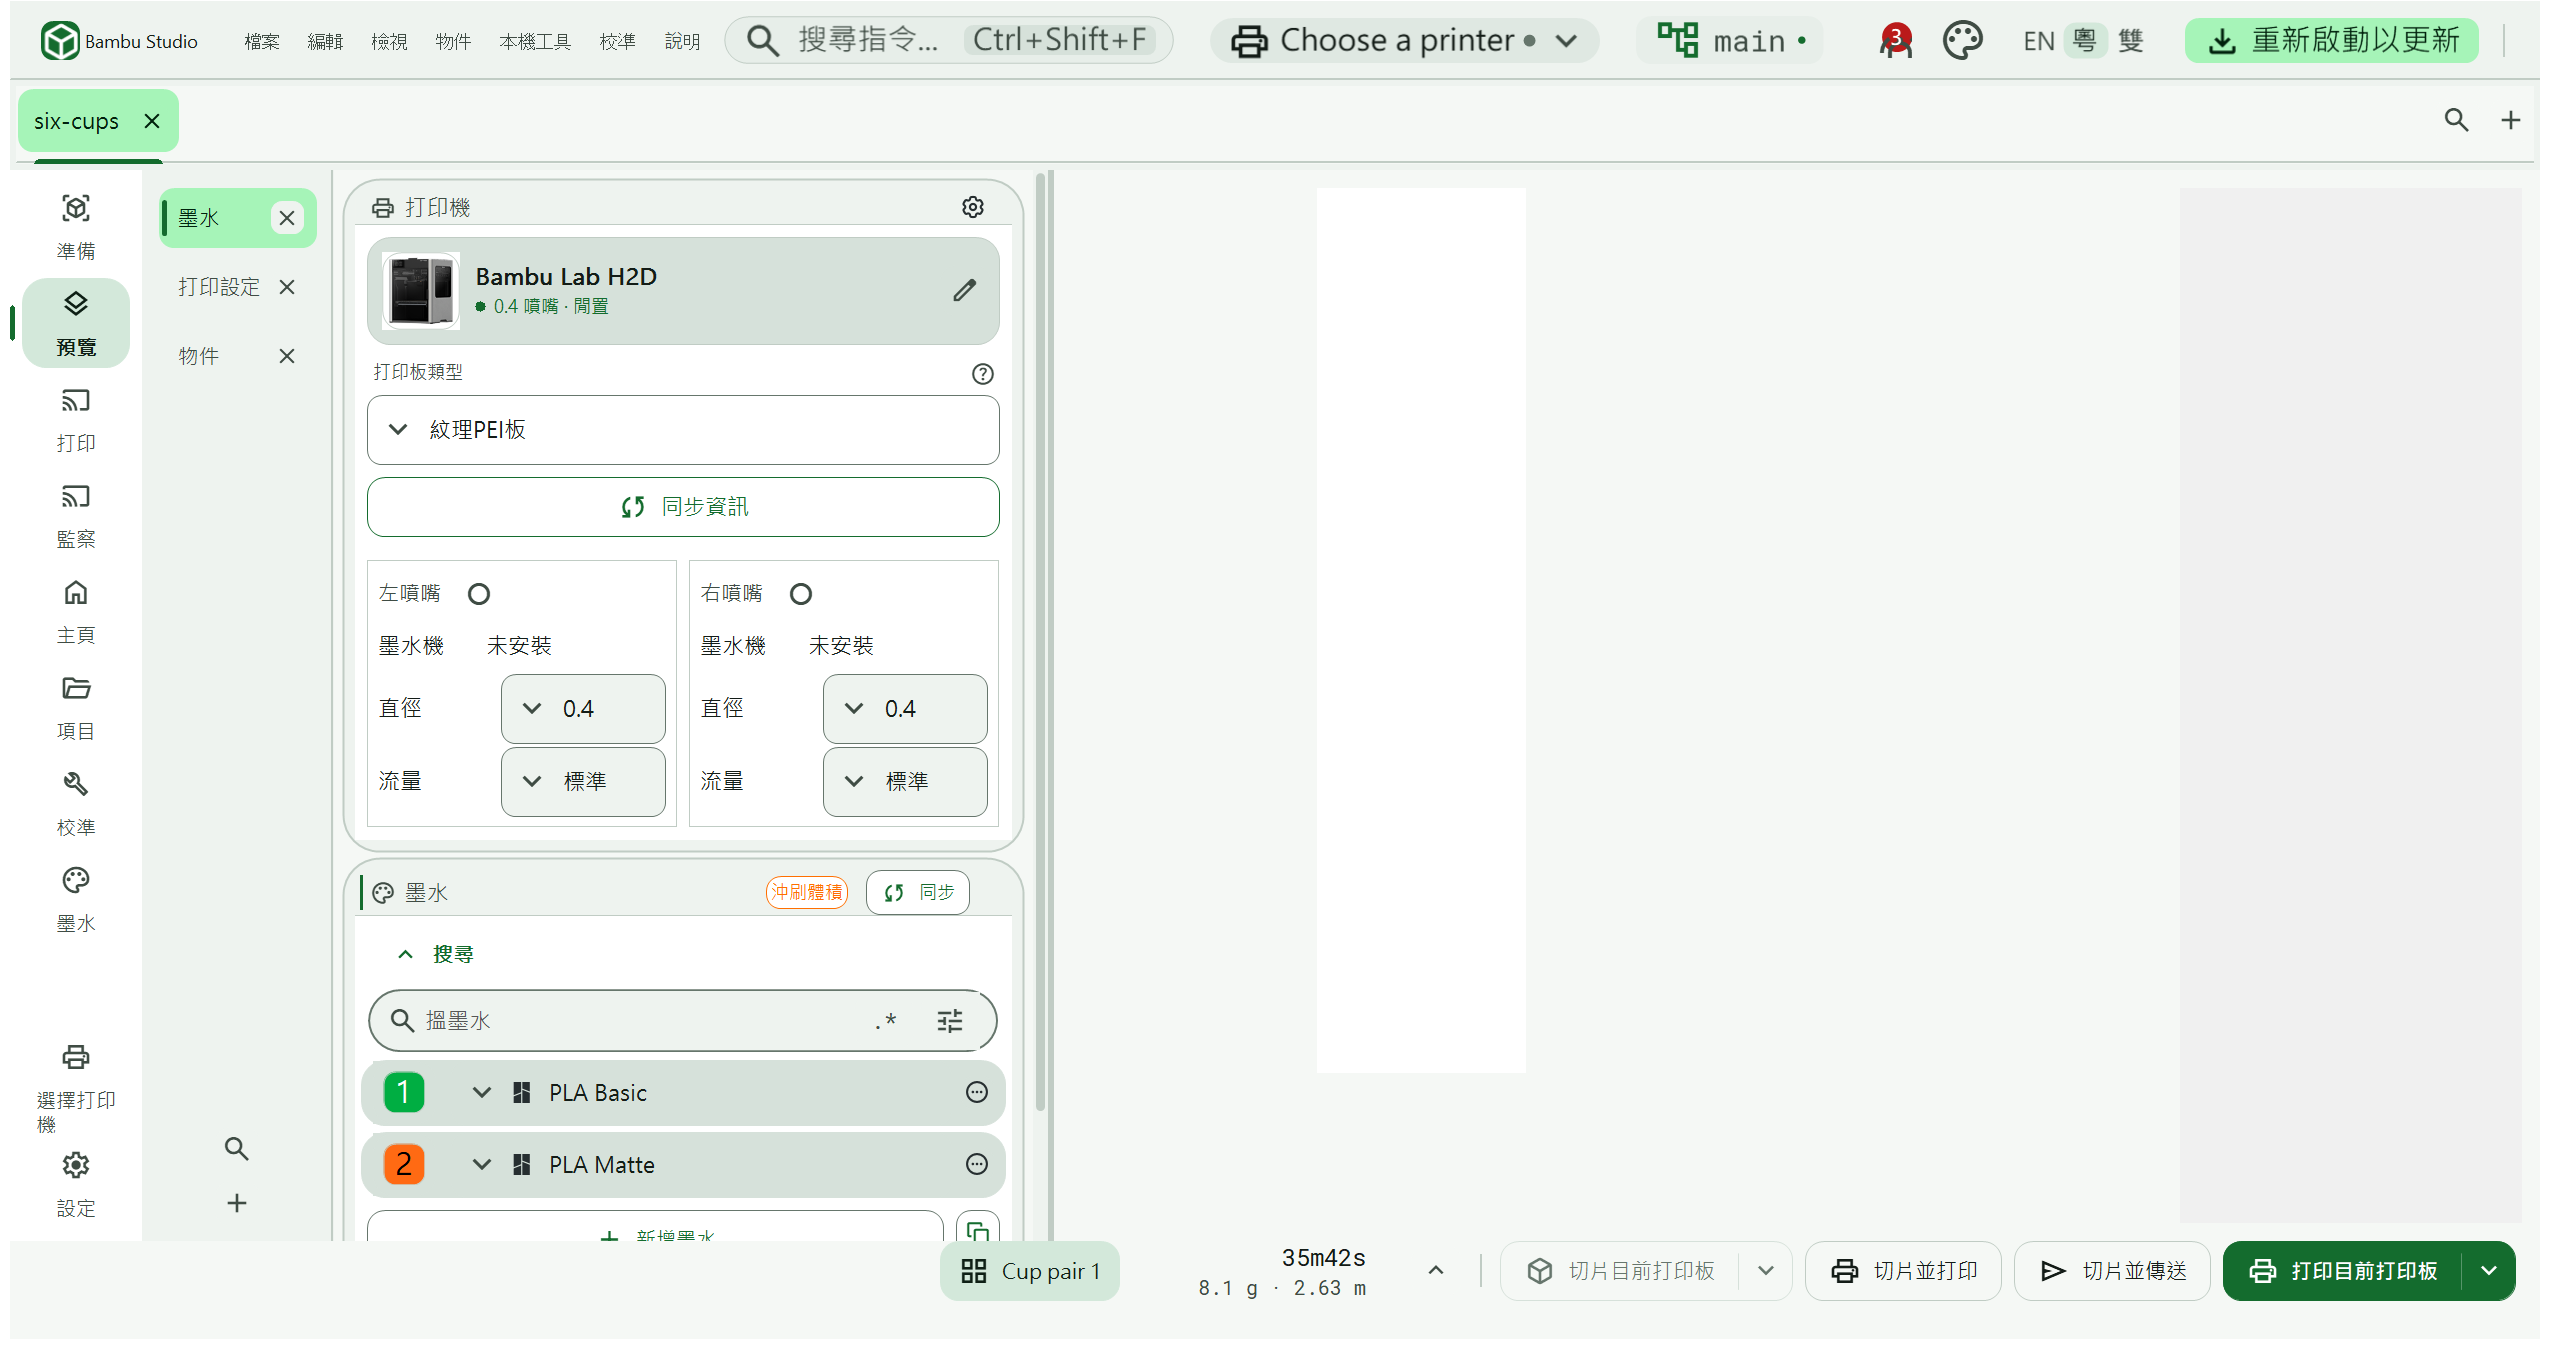 Bambu Studio 檔案 編輯 檢視 物件 本機工具 校準 說明 搜尋指令... Ctrl+Shift+F Choose a printer main 3 EN 粵 雙 重新啟動以更新
six-cups
準備
預覽
打印
監察
主頁
項目
校準
墨水
選擇打印
機
設定
墨水
打印設定
物件
打印機
Bambu Lab H2D
0.4 噴嘴 · 閒置
打印板類型
紋理PEI板
同步資訊
左噴嘴
墨水機 未安裝
直徑 0.4
流量 標準
右噴嘴
墨水機 未安裝
直徑 0.4
流量 標準
墨水 沖刷體積 同步
搜尋
搵墨水 .*
1 PLA Basic
2 PLA Matte
新增墨水
Cup pair 1
35m42s
8.1 g · 2.63 m
切片目前打印板 切片並打印 切片並傳送 打印目前打印板